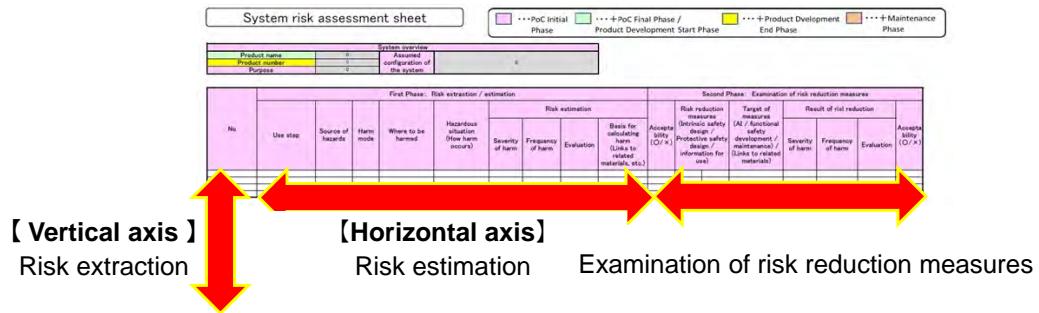 System risk assessment sheet
･･･PoC Initial Phase
･･･＋PoC Final Phase / Product Development Start Phase
･･･＋Product Dvelopment End Phase
･･･＋Maintenance Phase
System overview
Product name
0
Assumed configuration of the system
0
Product number
0
Purpose
0
First Phase: Risk extraction / estimation
Second Phase: Examination of risk reduction measures
No.
Use step
Source of hazards
Harm mode
Where to be harmed
Hazardous situation (How harm occurs)
Risk estimation
Severity of harm
Frequency of harm
Evaluation
Basis for calculating harm (Links to related materials, etc.)
Acceptability (○/×)
Risk reduction measures (Intrinsic safety design / Protective safety design / information for use)
Target of measures (AI / functional safety development / maintenance) / (Links to related materials)
Result of risl reduction
Severity of harm
Frequency of harm
Evaluation
Acceptability (○/×)
【 Vertical axis 】
Risk extraction
【Horizontal axis】
Risk estimation
Examination of risk reduction measures